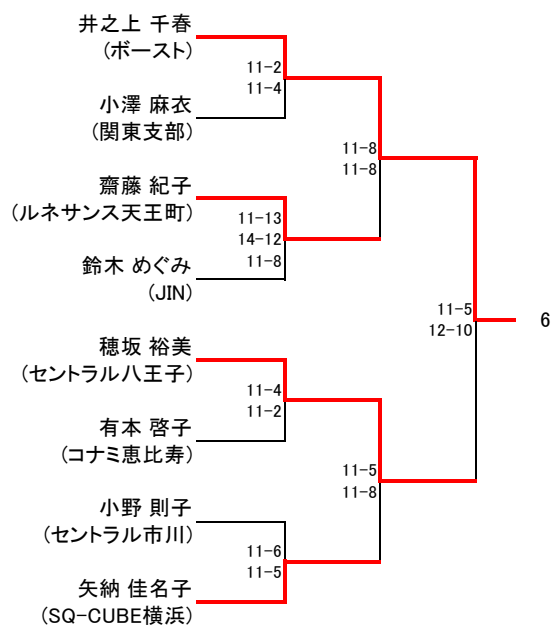 井之上 千春
(ボースト)
11-2
11-4
小澤 麻衣
(関東支部)
11-8
11-8
齋藤 紀子
(ルネサンス天王町)
11-13
14-12
11-8
鈴木 めぐみ
(JIN)
11-5
12-10
6
穂坂 裕美
(セントラル八王子)
11-4
11-2
有本 啓子
(コナミ恵比寿)
11-5
11-8
小野 則子
(セントラル市川)
11-6
11-5
矢納 佳名子
(SQ-CUBE横浜)